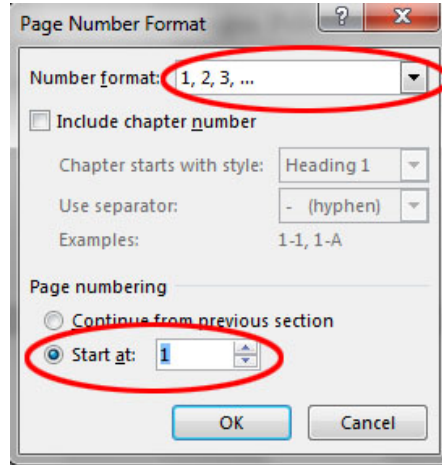 Page Number Format ? X
Number format: 1, 2, 3, ...
Include chapter number
Chapter starts with style: Heading 1
Use separator: - (hyphen)
Examples: 1-1, 1-A
Page numbering
Continue from previous section
Start at: 1
OK Cancel